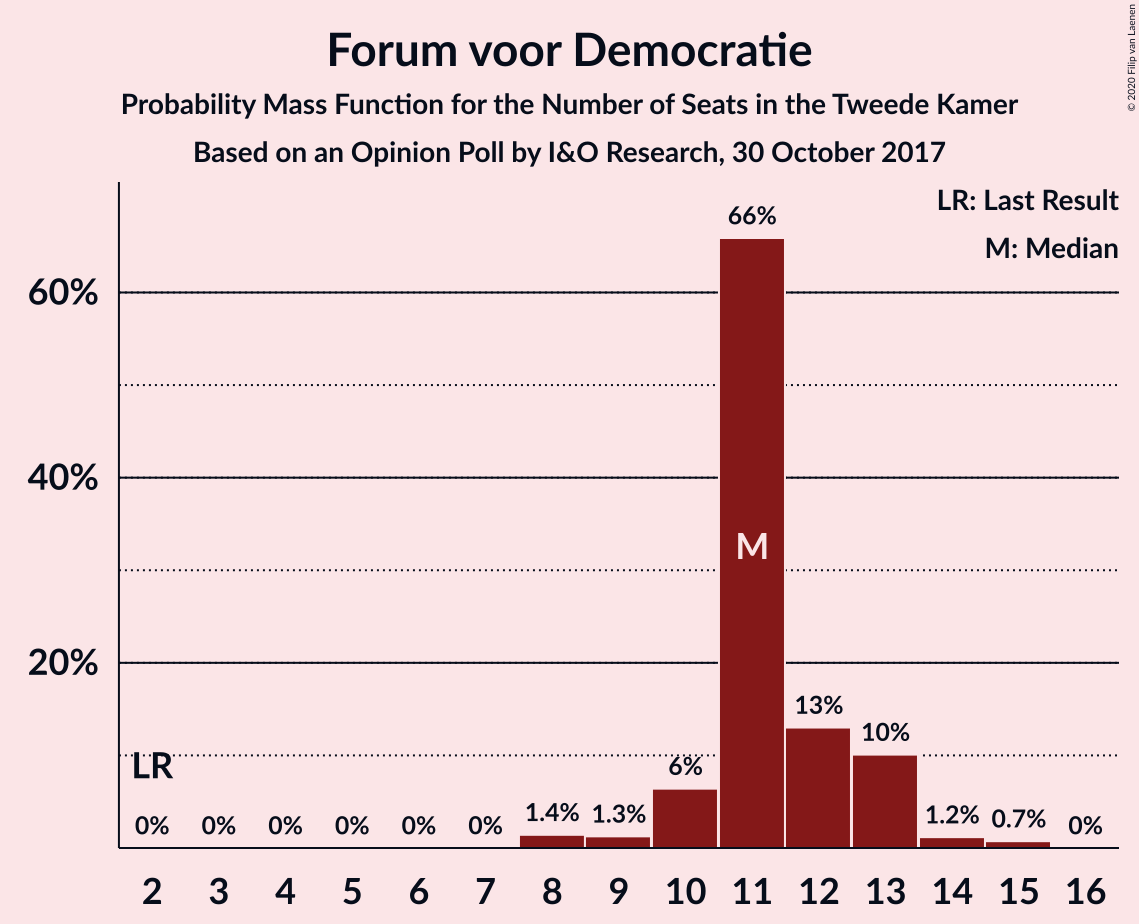 Forum voor Democratie
Probability Mass Function for the Number of Seats in the Tweede Kamer
Based on an Opinion Poll by I&O Research, 30 October 2017
© 2020 Filip van Laenen
LR: Last Result
M: Median
60%
40%
20%
LR
0%
0%
0%
0%
0%
0%
1.4%
1.3%
6%
66%
M
13%
10%
1.2%
0.7%
0%
2 3 4 5 6 7 8 9 10 11 12 13 14 15 16